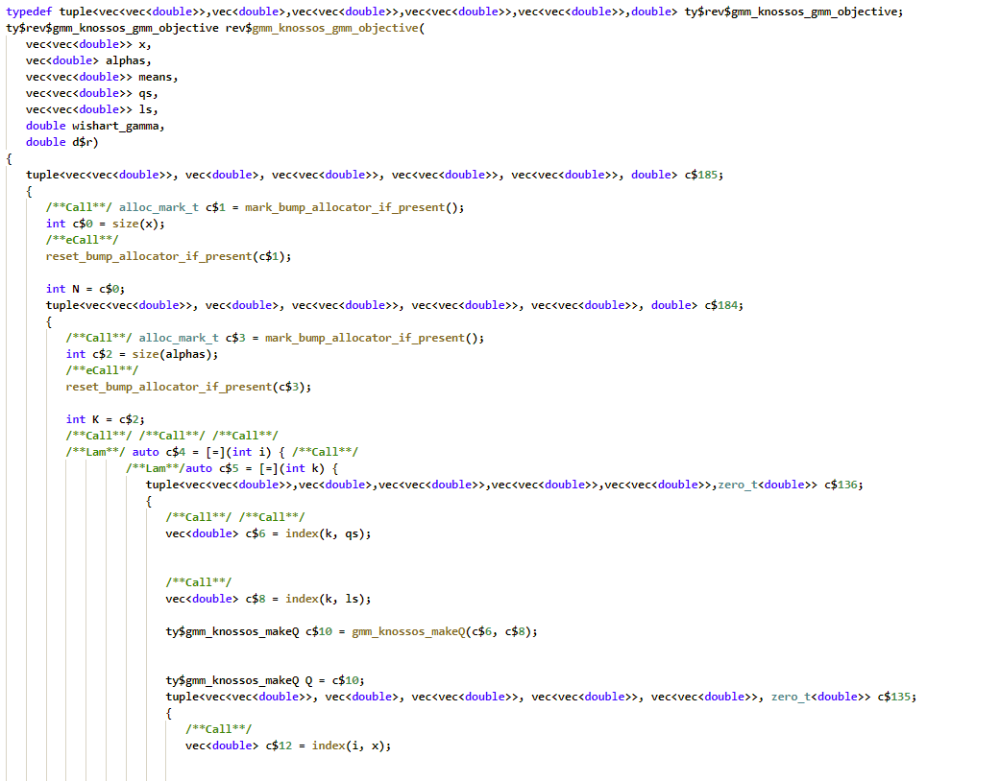 typedef tuple<vec<vec<double>>,vec<double>,vec<vec<double>>,vec<vec<double>>,vec<vec<double>>,double> ty$rev$gmm_knossos_gmm_objective;
ty$rev$gmm_knossos_gmm_objective rev$gmm_knossos_gmm_objective(
vec<vec<double>> x,
vec<double> alphas,
vec<vec<double>> means,
vec<vec<double>> qs,
vec<vec<double>> ls,
double wishart_gamma,
double d$r)
{
tuple<vec<vec<double>>, vec<double>, vec<vec<double>>, vec<vec<double>>, vec<vec<double>>, double> c$185;
{
/**Call**/ alloc_mark_t c$1 = mark_bump_allocator_if_present();
int c$0 = size(x);
/**eCall**/
reset_bump_allocator_if_present(c$1);
int N = c$0;
tuple<vec<vec<double>>, vec<double>, vec<vec<double>>, vec<vec<double>>, vec<vec<double>>, double> c$184;
{
/**Call**/ alloc_mark_t c$3 = mark_bump_allocator_if_present();
int c$2 = size(alphas);
/**eCall**/
reset_bump_allocator_if_present(c$3);
int K = c$2;
/**Call**/ /**Call**/ /**Call**/
/**Lam**/ auto c$4 = [=](int i) { /**Call**/
/**Lam**/auto c$5 = [=](int k) {
tuple<vec<vec<double>>,vec<double>,vec<vec<double>>,vec<vec<double>>,vec<vec<double>>,zero_t<double>> c$136;
{
/**Call**/ /**Call**/
vec<double> c$6 = index(k, qs);
/**Call**/
vec<double> c$8 = index(k, ls);
ty$gmm_knossos_makeQ c$10 = gmm_knossos_makeQ(c$6, c$8);
ty$gmm_knossos_makeQ Q = c$10;
tuple<vec<vec<double>>, vec<double>, vec<vec<double>>, vec<vec<double>>, vec<vec<double>>, zero_t<double>> c$135;
{
/**Call**/
vec<double> c$12 = index(i, x);